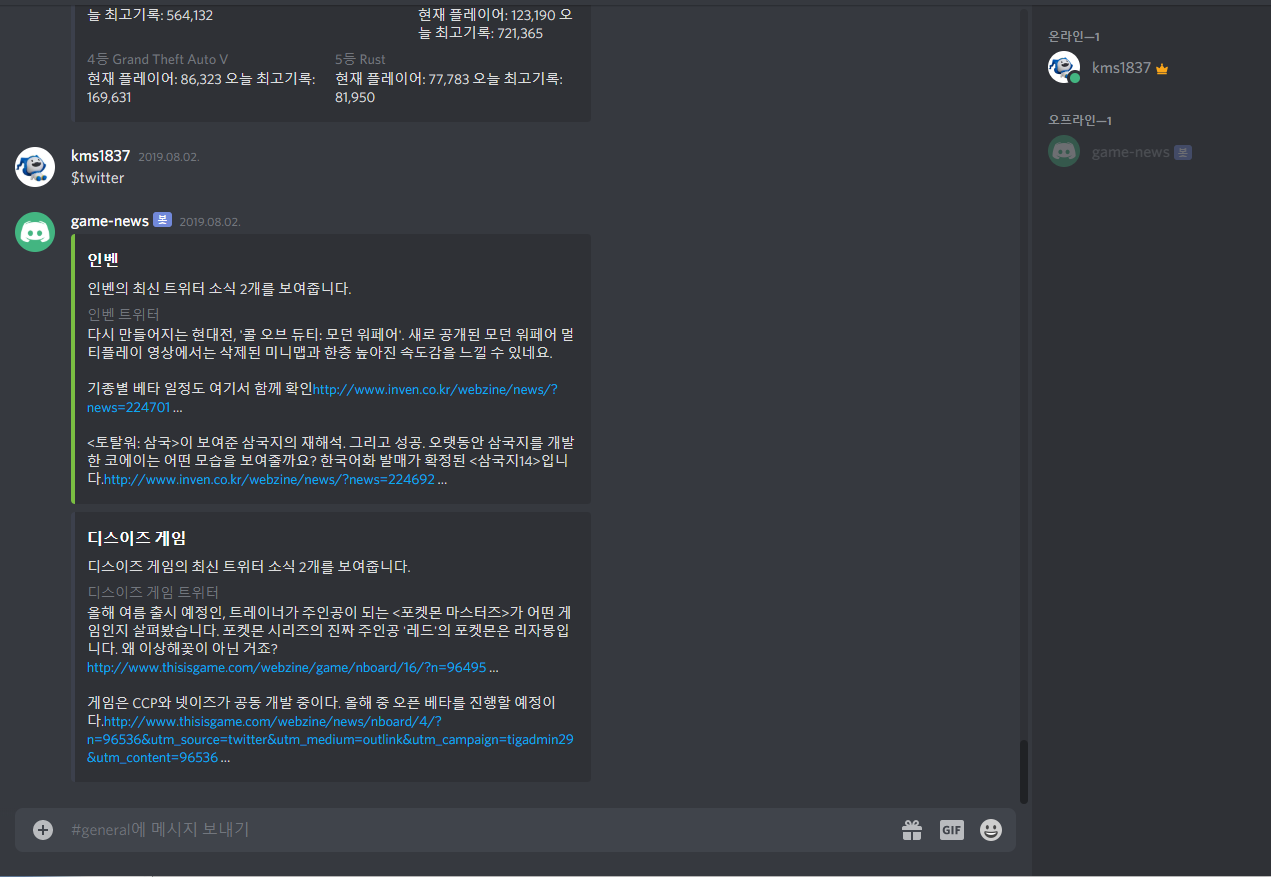 늘 최고기록: 564,132
현재 플레이어: 123,190 오
늘 최고기록: 721,365
4등 Grand Theft Auto V
현재 플레이어: 86,323 오늘 최고기록:
169,631
5등 Rust
현재 플레이어: 77,783 오늘 최고기록:
81,950
kms1837 2019.08.02.
$twitter
game-news 봇 2019.08.02.
인벤
인벤의 최신 트위터 소식 2개를 보여줍니다.
인벤 트위터
다시 만들어지는 현대전, '콜 오브 듀티: 모던 워페어'. 새로 공개된 모던 워페어 멀
티플레이 영상에서는 삭제된 미니맵과 한층 높아진 속도감을 느낄 수 있네요.
기종별 베타 일정도 여기서 함께 확인http://www.inven.co.kr/webzine/news/?
news=224701 ...
<토탈워: 삼국>이 보여준 삼국지의 재해석. 그리고 성공. 오랫동안 삼국지를 개발
한 코에이는 어떤 모습을 보여줄까요? 한국어화 발매가 확정된 <삼국지14>입니
다.http://www.inven.co.kr/webzine/news/?news=224692 ...
디스이즈 게임
디스이즈 게임의 최신 트위터 소식 2개를 보여줍니다.
디스이즈 게임 트위터
올해 여름 출시 예정인, 트레이너가 주인공이 되는 <포켓몬 마스터즈>가 어떤 게
임인지 살펴봤습니다. 포켓몬 시리즈의 진짜 주인공 '레드'의 포켓몬은 리자몽입
니다. 왜 이상해꽃이 아닌 거죠?
http://www.thisisgame.com/webzine/game/nboard/16/?n=96495 ...
게임은 CCP와 넷이즈가 공동 개발 중이다. 올해 중 오픈 베타를 진행할 예정이
다.http://www.thisisgame.com/webzine/news/nboard/4/?
n=96536&utm_source=twitter&utm_medium=outlink&utm_campaign=tigadmin29
&utm_content=96536 ...
#general에 메시지 보내기
GIF
온라인—1
kms1837
오프라인—1
game-news 봇